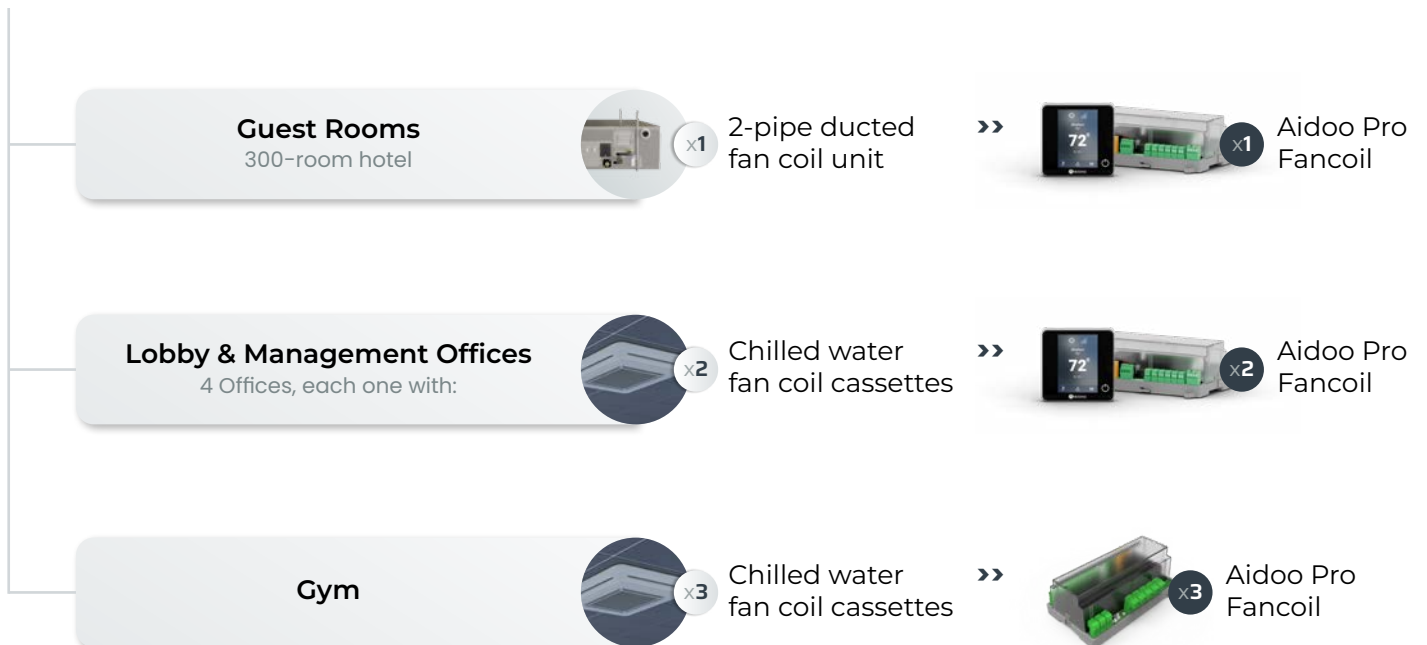 Guest Rooms
300-room hotel
x1
2-pipe ducted
fan coil unit
››
72°
x1
Aidoo Pro
Fancoil
Lobby & Management Offices
4 Offices, each one with:
x2
Chilled water
fan coil cassettes
››
72°
x2
Aidoo Pro
Fancoil
Gym
x3
Chilled water
fan coil cassettes
››
x3
Aidoo Pro
Fancoil